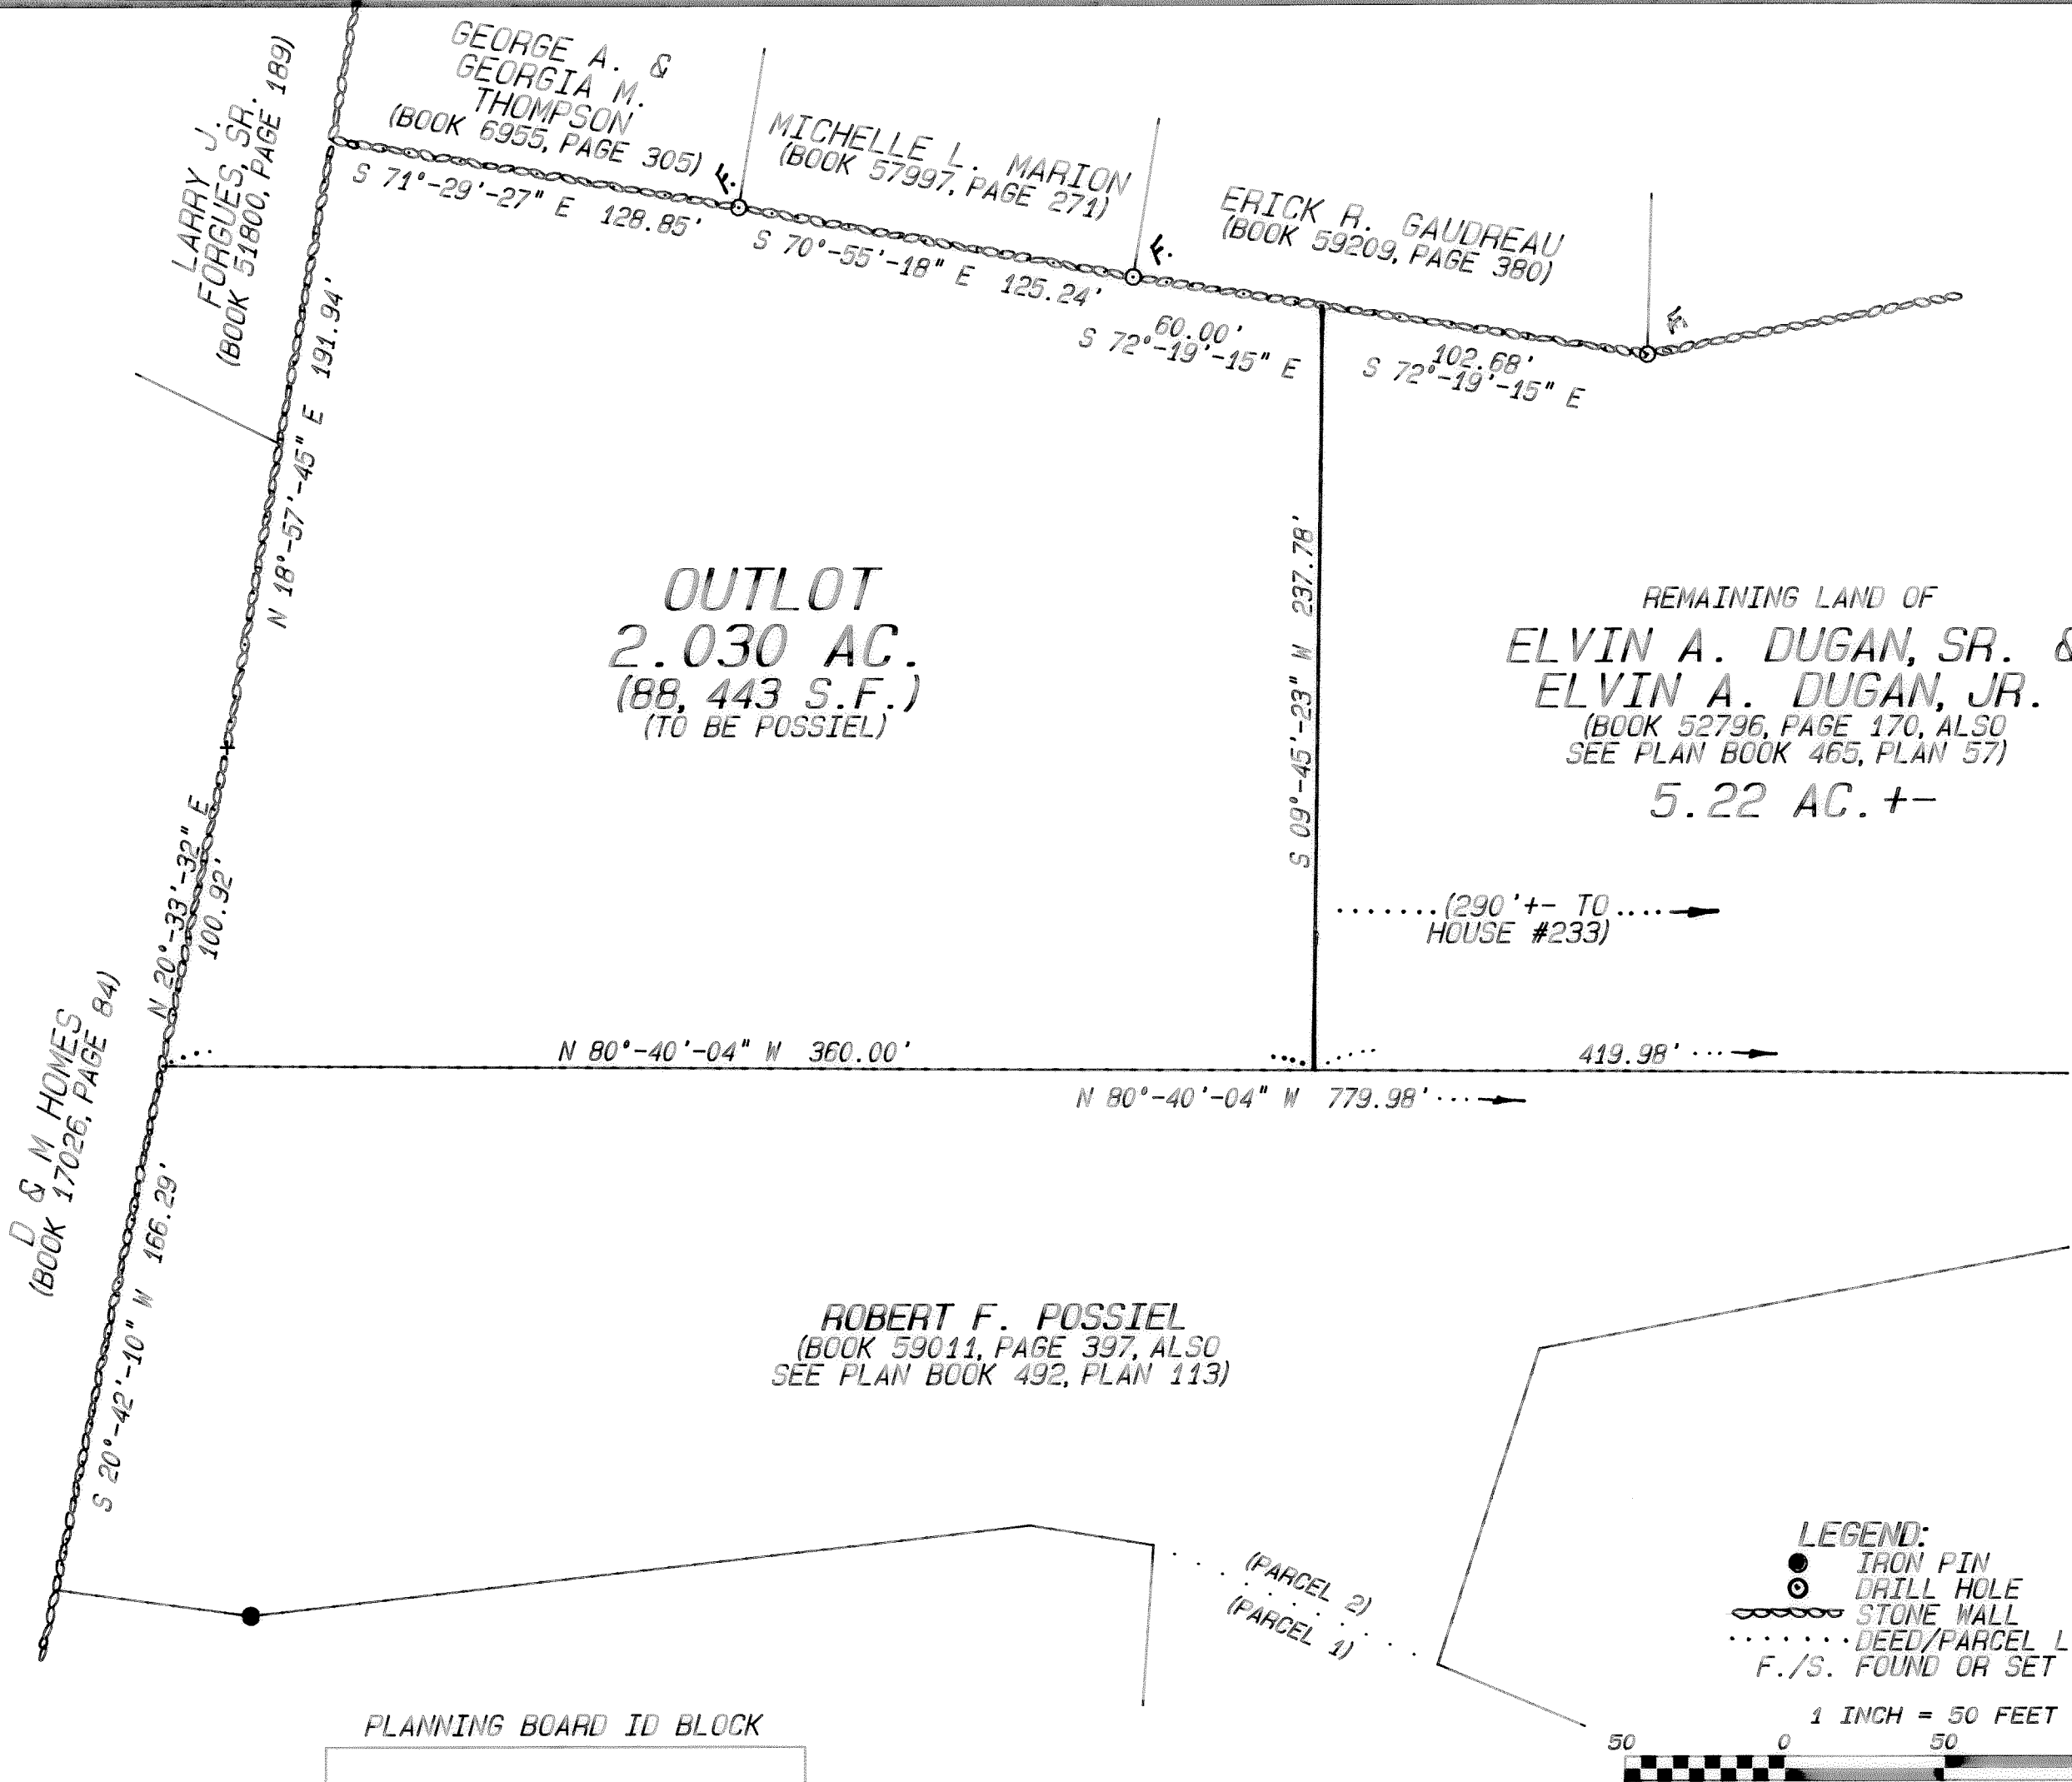 GEORGE A. &
GEORGIA M.
THOMPSON
(BOOK 6955, PAGE 305)
F.
MICHELLE L. MARION
(BOOK 57997, PAGE 271)
F.
ERICK R. GAUDREAU
(BOOK 59209, PAGE 380)
F.
LARRY J.
FORGUES, SR.
(BOOK 51800, PAGE 189)
S 71°-29'-27" E 128.85'
S 70°-55'-18" E 125.24'
60.00'
S 72°-19'-15" E
102.68'
S 72°-19'-15" E
N 18°-57'-45" E 191.94'
OUTLOT
2.030 AC.
(88, 443 S.F.)
(TO BE POSSIEL)
S 09°-45'-23" W 237.78'
REMAINING LAND OF
ELVIN A. DUGAN, SR. &
ELVIN A. DUGAN, JR.
(BOOK 52796, PAGE 170, ALSO
SEE PLAN BOOK 465, PLAN 57)
5.22 AC.+-
.......(290'+- TO.....
HOUSE #233)
N 20°-33'-32" E
100.92'
D & M HOMES
(BOOK 17026, PAGE 84)
N 80°-40'-04" W 360.00'
419.98'...
N 80°-40'-04" W 779.98'...
S 20°-42'-10" W 166.29'
ROBERT F. POSSIEL
(BOOK 59011, PAGE 397, ALSO
SEE PLAN BOOK 492, PLAN 113)
(PARCEL 2)
(PARCEL 1)
LEGEND:
IRON PIN
DRILL HOLE
STONE WALL
DEED/PARCEL L
F./S. FOUND OR SET
1 INCH = 50 FEET
50 0 50
PLANNING BOARD ID BLOCK